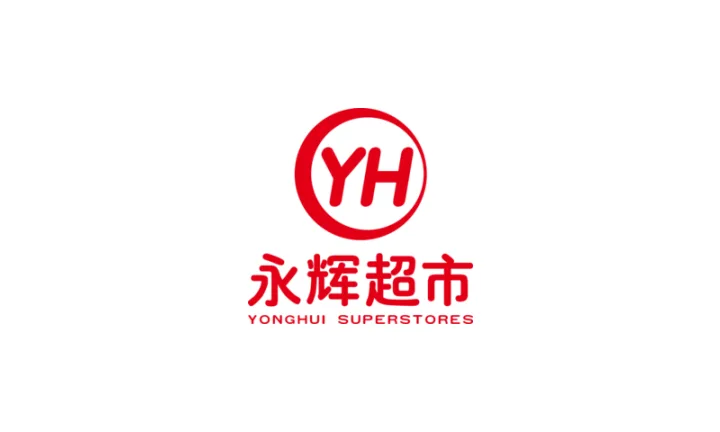 YH
永辉超市
YONGHUI SUPERSTORES